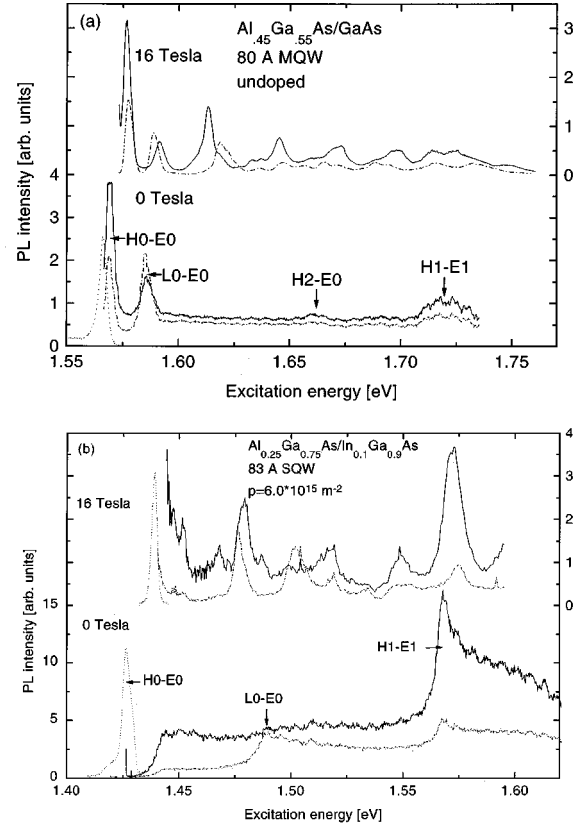 (a)
Al.45Ga.55As/GaAs
80 A MQW
undoped
16 Tesla
3
2
1
0
PL intensity [arb. units]
4
3
2
1
0
0 Tesla
H0-E0
L0-E0
H2-E0
H1-E1
1.55 1.60 1.65 1.70 1.75
Excitation energy [eV]
(b)
Al0.25Ga0.75As/In0.1Ga0.9As
83 A SQW
p=6.0*10^15 m^-2
16 Tesla
4
3
2
1
0
PL intensity [arb. units]
15
10
5
0
0 Tesla
H0-E0
L0-E0
H1-E1
1.40 1.45 1.50 1.55 1.60
Excitation energy [eV]